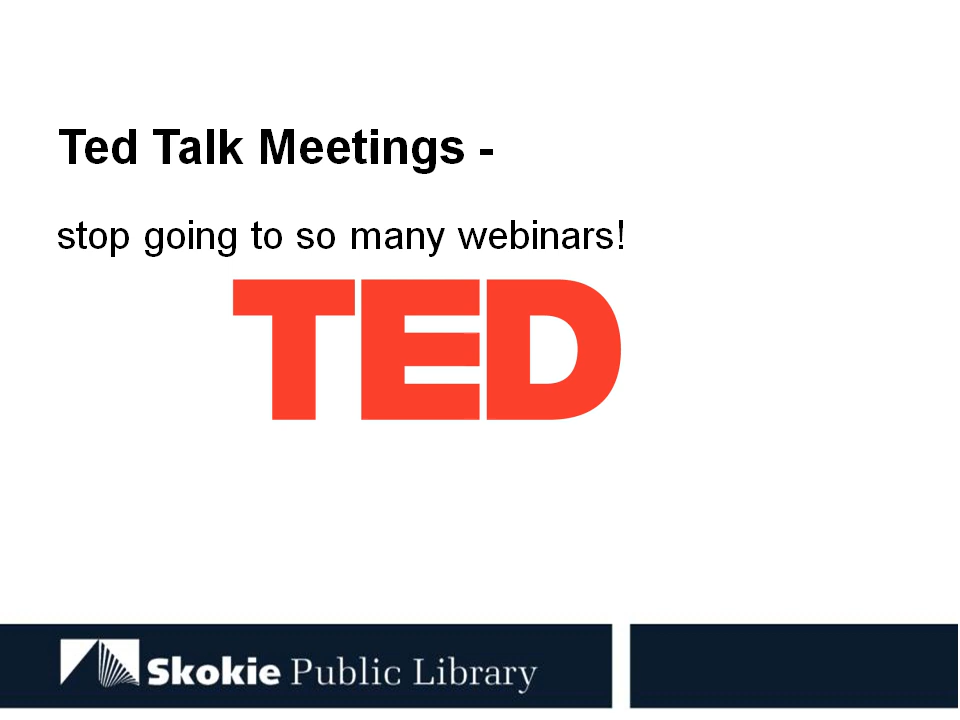 Ted Talk Meetings -
stop going to so many webinars!
TED
Skokie Public Library